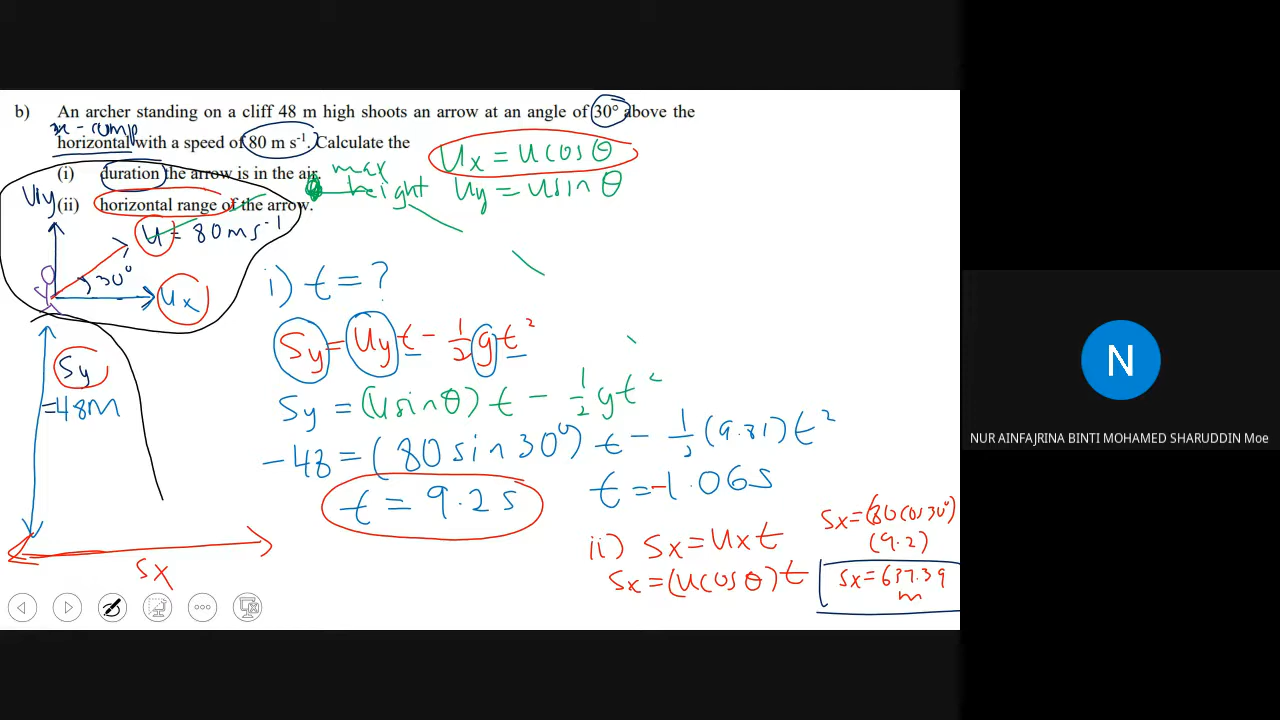 b) An archer standing on a cliff 48 m high shoots an arrow at an angle of 30° above the
x-comp
horizontal with a speed of 80 m s⁻¹. Calculate the
(i) duration the arrow is in the air.
(ii) horizontal range of the arrow.
max
height
Ux = U cos θ
Uy = U sin θ
Uy
U = 80 m s⁻¹
30°
Ux
Sy
= 48 m
Sx
i) t = ?
Sy = Uy t - 1/2 g t²
Sy = (U sin θ) t - 1/2 g t²
-48 = (80 sin 30°) t - 1/2 (9.81) t²
t = 9.2 s
t = -1.06 s
ii) Sx = Ux t
Sx = (U cos θ) t
Sx = (80 cos 30°)
(9.2)
Sx = 637.39
m
N
NUR AINFAJRINA BINTI MOHAMED SHARUDDIN Moe